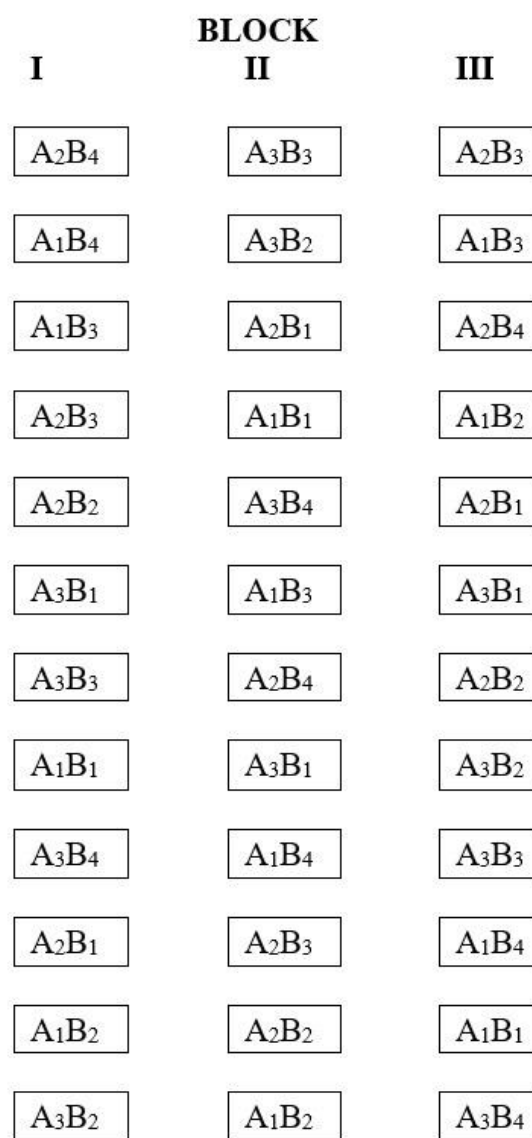 BLOCK
I II III
A₂B₄ A₃B₃ A₂B₃
A₁B₄ A₃B₂ A₁B₃
A₁B₃ A₂B₁ A₂B₄
A₂B₃ A₁B₁ A₁B₂
A₂B₂ A₃B₄ A₂B₁
A₃B₁ A₁B₃ A₃B₁
A₃B₃ A₂B₄ A₂B₂
A₁B₁ A₃B₁ A₃B₂
A₃B₄ A₁B₄ A₃B₃
A₂B₁ A₂B₃ A₁B₄
A₁B₂ A₂B₂ A₁B₁
A₃B₂ A₁B₂ A₃B₄